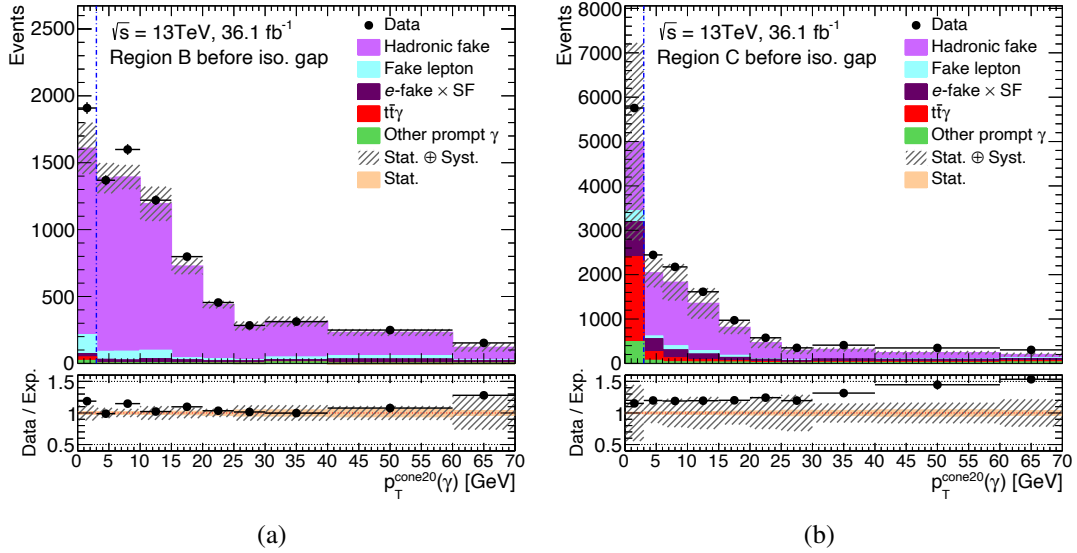 Events
2500
2000
1500
1000
500
0
√s = 13TeV, 36.1 fb⁻¹
Region B before iso. gap
Data
Hadronic fake
Fake lepton
e-fake × SF
tt̄γ
Other prompt γ
Stat. ⊕ Syst.
Stat.
Data / Exp.
1.5
1
0.5
0 5 10 15 20 25 30 35 40 45 50 55 60 65 70
p_T^cone20(γ) [GeV]
(a)
Events
8000
7000
6000
5000
4000
3000
2000
1000
0
√s = 13TeV, 36.1 fb⁻¹
Region C before iso. gap
Data
Hadronic fake
Fake lepton
e-fake × SF
tt̄γ
Other prompt γ
Stat. ⊕ Syst.
Stat.
Data / Exp.
1.5
1
0.5
0 5 10 15 20 25 30 35 40 45 50 55 60 65 70
p_T^cone20(γ) [GeV]
(b)